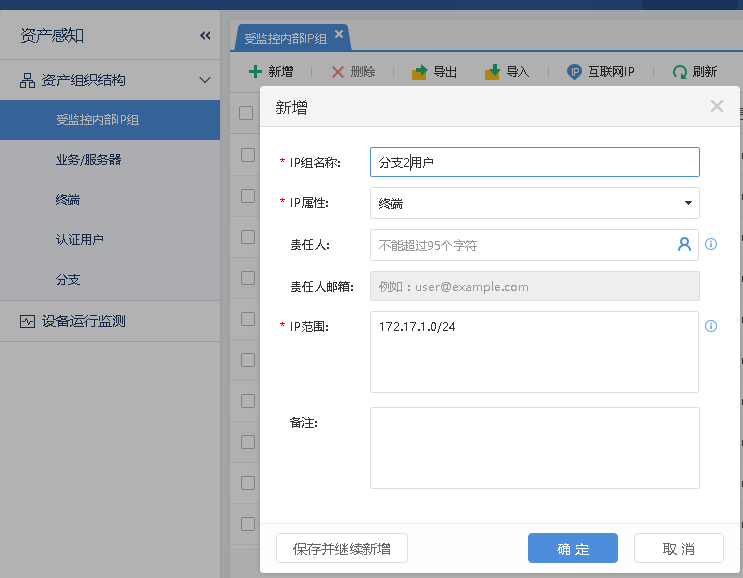 资产感知
资产组织结构
受监控内部IP组
业务/服务器
终端
认证用户
分支
设备运行监测
受监控内部IP组
新增
删除
导出
导入
IP
互联网IP
刷新
新增
* IP组名称:
分支2用户
* IP属性:
终端
责任人:
不能超过95个字符
责任人邮箱:
例如：user@example.com
* IP范围:
172.17.1.0/24
备注:
保存并继续新增
确 定
取 消